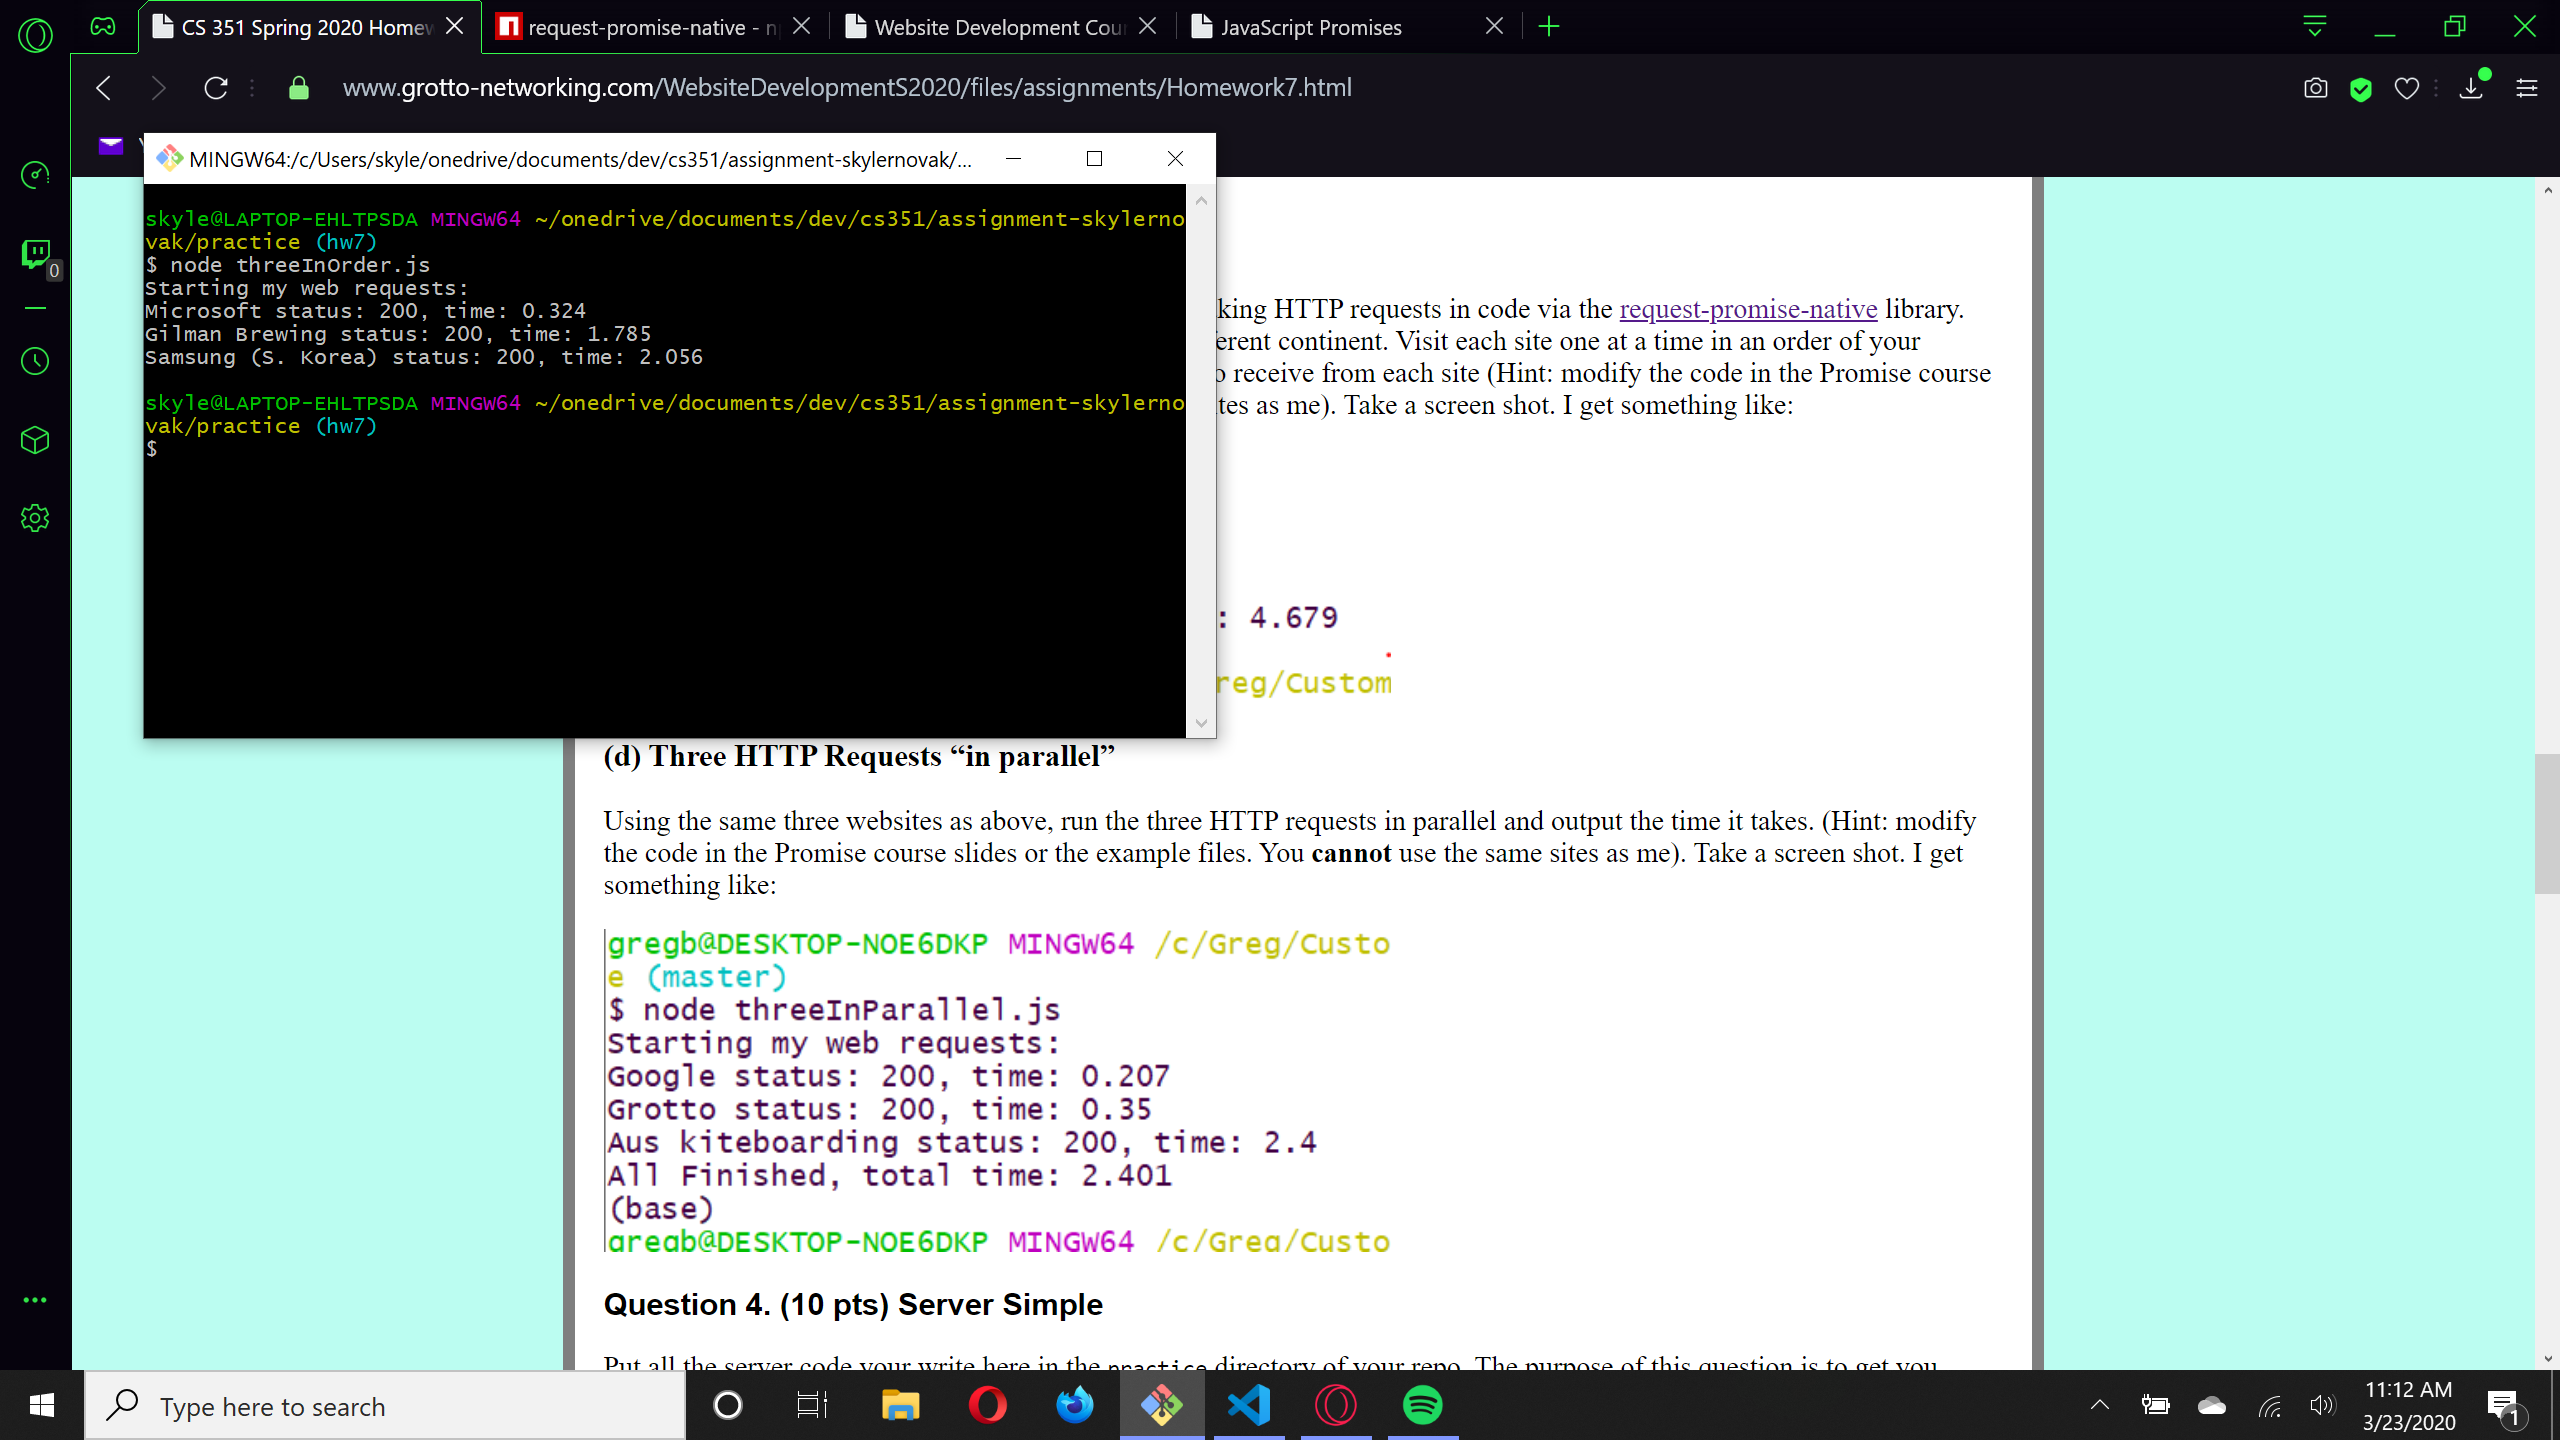 CS 351 Spring 2020 Homew
request-promise-native - n
Website Development Cour
JavaScript Promises
www.grotto-networking.com/WebsiteDevelopmentS2020/files/assignments/Homework7.html
0
MINGW64:/c/Users/skyle/onedrive/documents/dev/cs351/assignment-skylernovak/...
skyle@LAPTOP-EHLTPSDA MINGW64 ~/onedrive/documents/dev/cs351/assignment-skylerno
vak/practice (hw7)
$ node threeInOrder.js
Starting my web requests:
Microsoft status: 200, time: 0.324
Gilman Brewing status: 200, time: 1.785
Samsung (S. Korea) status: 200, time: 2.056
skyle@LAPTOP-EHLTPSDA MINGW64 ~/onedrive/documents/dev/cs351/assignment-skylerno
vak/practice (hw7)
$
king HTTP requests in code via the request-promise-native library.
erent continent. Visit each site one at a time in an order of your
o receive from each site (Hint: modify the code in the Promise course
tes as me). Take a screen shot. I get something like:
: 4.679
reg/Custom
(d) Three HTTP Requests “in parallel”
Using the same three websites as above, run the three HTTP requests in parallel and output the time it takes. (Hint: modify
the code in the Promise course slides or the example files. You cannot use the same sites as me). Take a screen shot. I get
something like:
gregb@DESKTOP-NOE6DKP MINGW64 /c/Greg/Custo
e (master)
$ node threeInParallel.js
Starting my web requests:
Google status: 200, time: 0.207
Grotto status: 200, time: 0.35
Aus kiteboarding status: 200, time: 2.4
All Finished, total time: 2.401
(base)
gregb@DESKTOP-NOE6DKP MINGW64 /c/Greg/Custo
Question 4. (10 pts) Server Simple
Put all the server code your write here in the practice directory of your repo. The purpose of this question is to get you
Type here to search
11:12 AM
3/23/2020
1